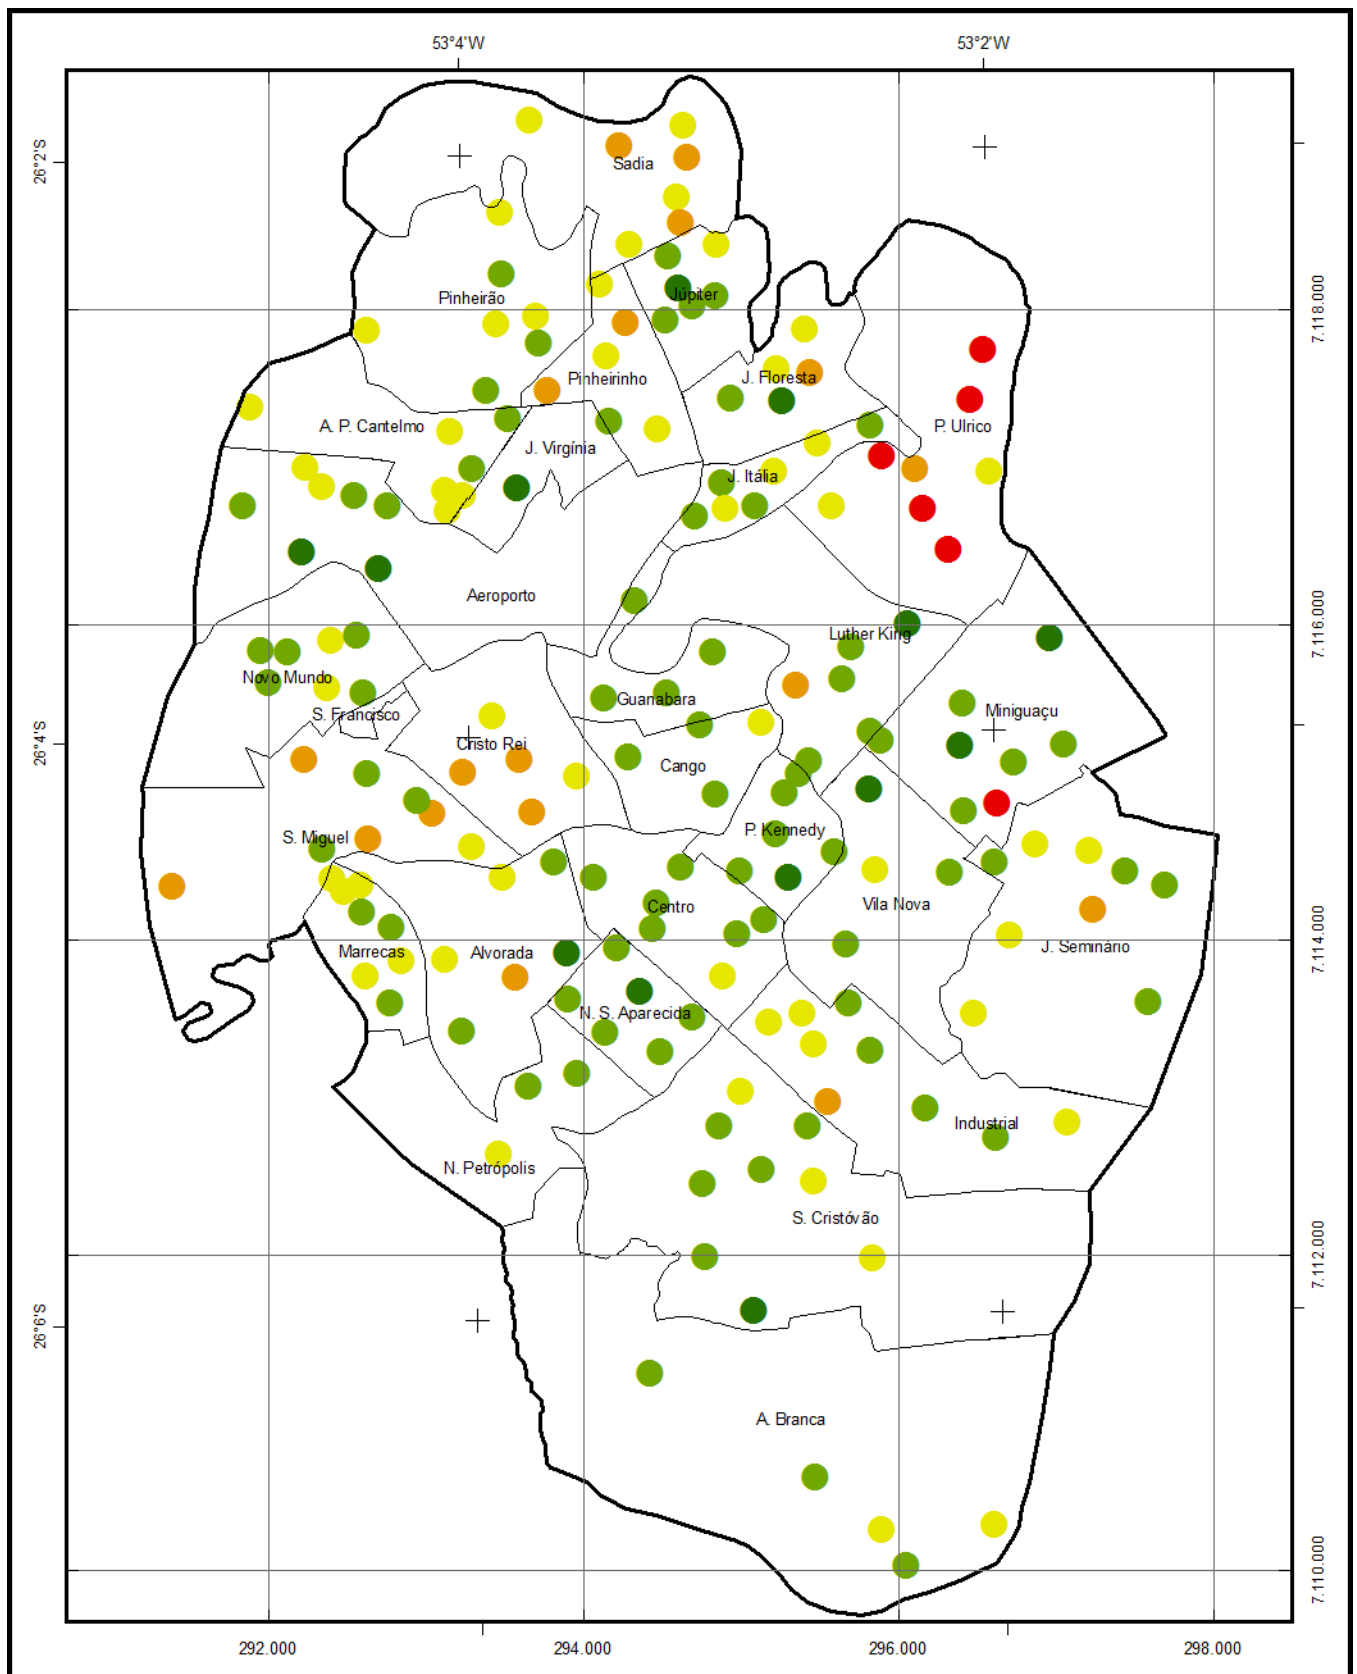 53°4'W
53°2'W
26°2'S
Sadia
Pinheirão
Júpiter
7.118.000
Pinheirinho
J. Floresta
A. P. Cantelmo
P. Ulrico
J. Virgínia
J. Itália
Aeroporto
7.116.000
Luther King
Novo Mundo
Guanabara
S. Francisco
Miniguaçu
26°4'S
Cristo Rei
Cango
S. Miguel
P. Kennedy
Centro
Vila Nova
7.114.000
Marrecas
Alvorada
J. Seminário
N. S. Aparecida
Industrial
N. Petrópolis
S. Cristóvão
7.112.000
26°6'S
A. Branca
7.110.000
292.000
294.000
296.000
298.000